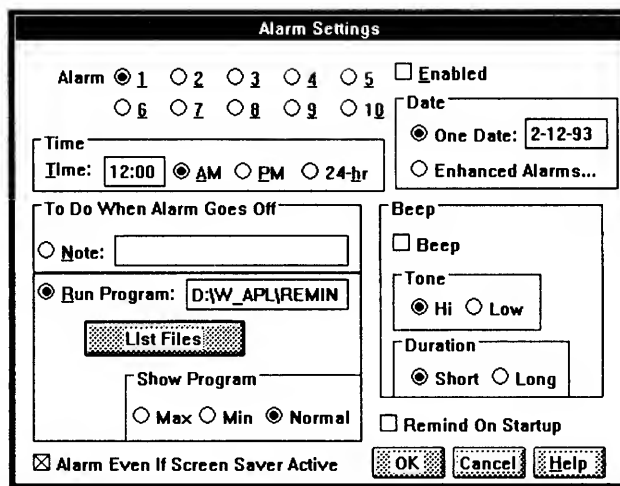 Alarm Settings
Alarm 1 2 3 4 5
6 7 8 9 10
Enabled
Date
One Date: 2-12-93
Enhanced Alarms...
Time
Time: 12:00 AM PM 24-hr
To Do When Alarm Goes Off
Note:
Run Program: D:\W_APL\REMIN
List Files
Show Program
Max Min Normal
Beep
Beep
Tone
Hi Low
Duration
Short Long
Remind On Startup
Alarm Even If Screen Saver Active
OK Cancel Help